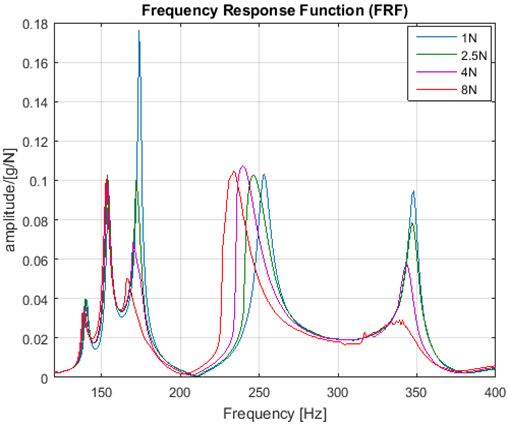 Frequency Response Function (FRF)
0.18
0.16
0.14
0.12
0.1
0.08
0.06
0.04
0.02
0
amplitude/[g/N]
1N
2.5N
4N
8N
150
200
250
300
350
400
Frequency [Hz]